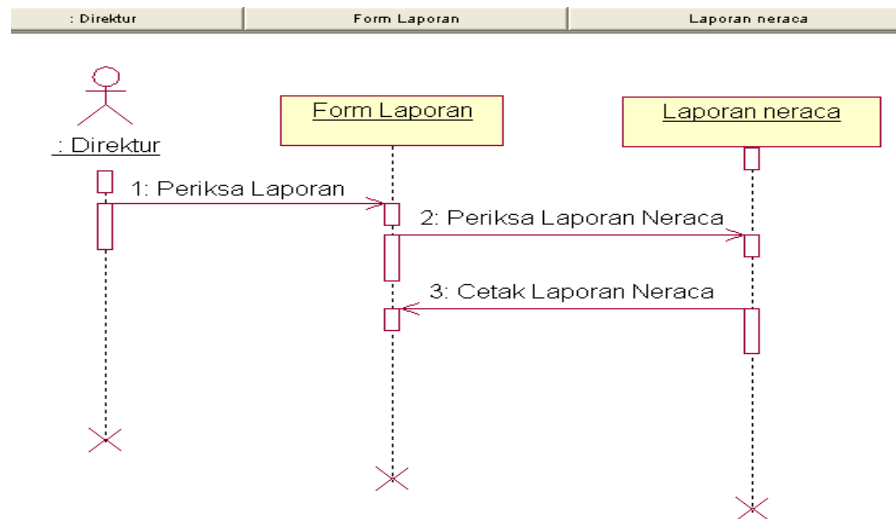 : Direktur
Form Laporan
Laporan neraca
Form Laporan
Laporan neraca
: Direktur
1: Periksa Laporan
2: Periksa Laporan Neraca
3: Cetak Laporan Neraca